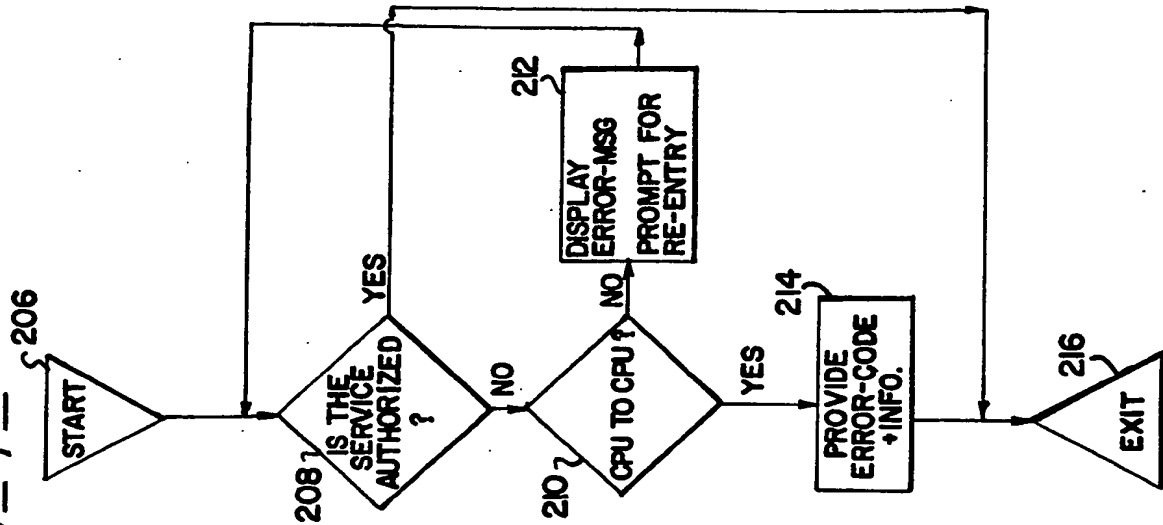 206
START
208
IS THE
SERVICE
AUTHORIZED
?
YES
NO
210
CPU TO CPU ?
NO
212
DISPLAY
ERROR-MSG
PROMPT FOR
RE-ENTRY
YES
214
PROVIDE
ERROR-CODE
+INFO.
216
EXIT